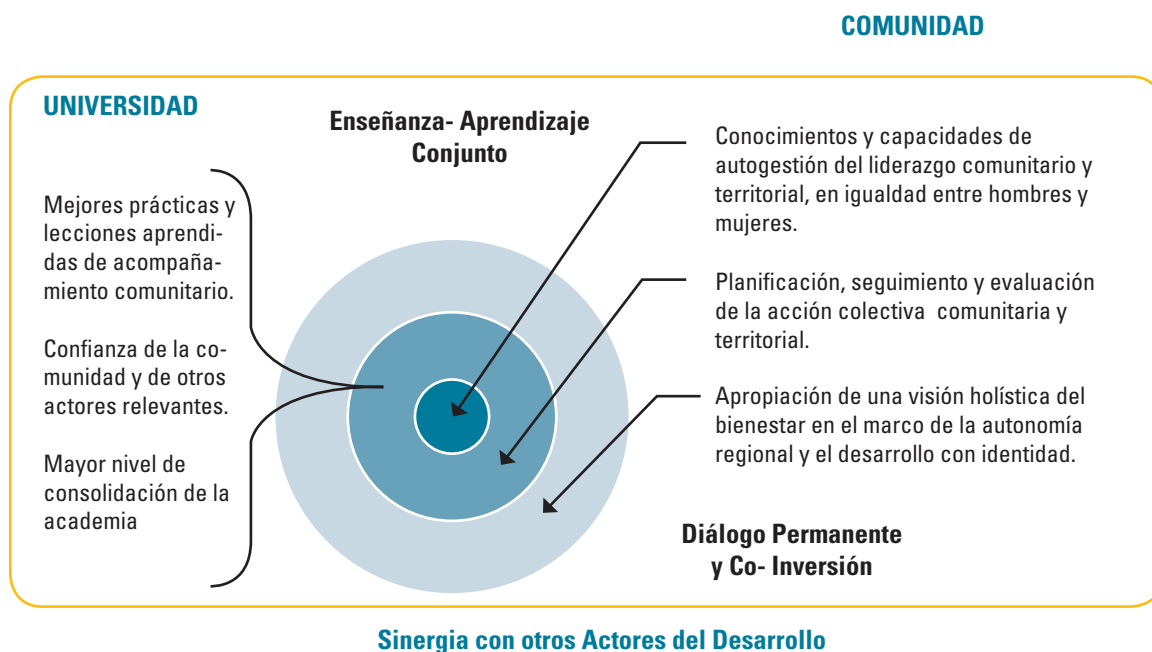 COMUNIDAD
UNIVERSIDAD
Enseñanza- Aprendizaje
Conjunto
Mejores prácticas y
lecciones aprendi-
das de acompaña-
miento comunitario.
Confianza de la co-
munidad y de otros
actores relevantes.
Mayor nivel de
consolidación de la
academia
Conocimientos y capacidades de
autogestión del liderazgo comunitario y
territorial, en igualdad entre hombres y
mujeres.
Planificación, seguimiento y evaluación
de la acción colectiva comunitaria y
territorial.
Apropiación de una visión holística del
bienestar en el marco de la autonomía
regional y el desarrollo con identidad.
Diálogo Permanente
y Co- Inversión
Sinergia con otros Actores del Desarrollo